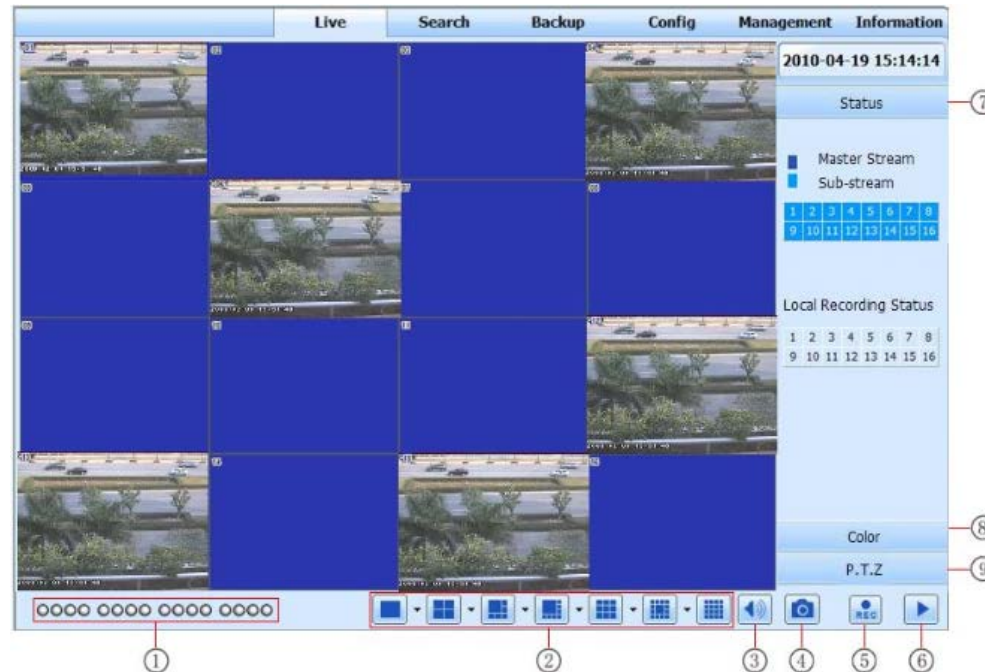 Live Search Backup Config Management Information
2010-04-19 15:14:14
Status
⑦
Master Stream
Sub-stream
1 2 3 4 5 6 7 8
9 10 11 12 13 14 15 16
Local Recording Status
1 2 3 4 5 6 7 8
9 10 11 12 13 14 15 16
Color
⑧
P.T.Z
⑨
REC
① ② ③ ④ ⑤ ⑥